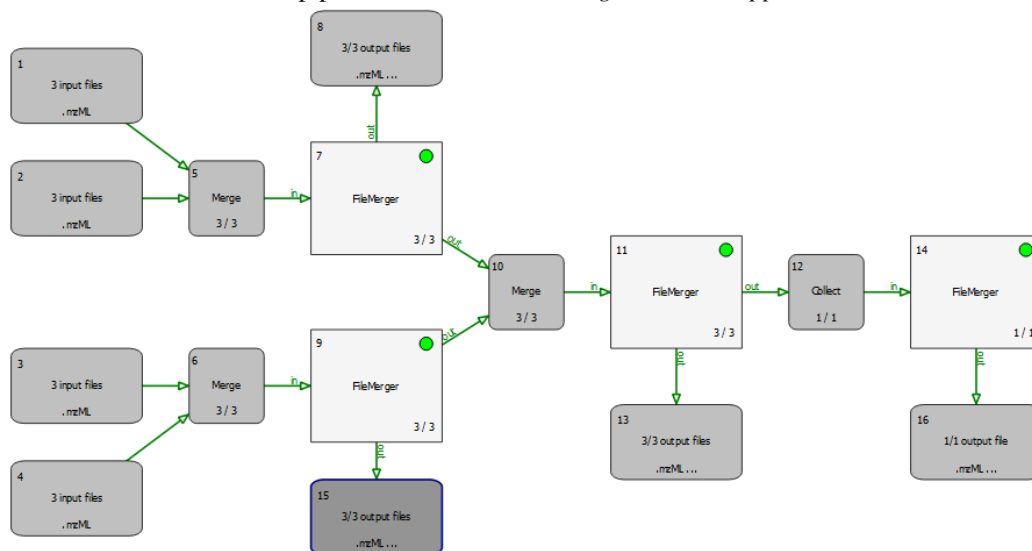 8
3/3 output files
.mzML ...
1
3 input files
.mzML
2
3 input files
.mzML
5
Merge
3 / 3
in
out
7
FileMerger
3 / 3
out
10
Merge
3 / 3
in
11
FileMerger
3 / 3
out
12
Collect
1 / 1
in
14
FileMerger
1 / 1
3
3 input files
.mzML
4
3 input files
.mzML
6
Merge
3 / 3
in
9
FileMerger
3 / 3
out
out
15
3/3 output files
.mzML ...
out
13
3/3 output files
.mzML ...
out
16
1/1 output file
.mzML ...